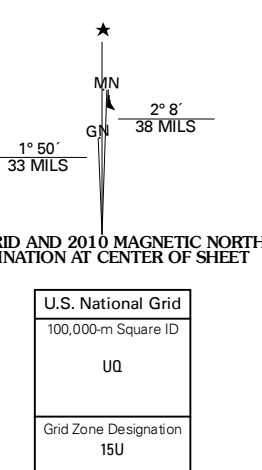 MN
2° 8´
38 MILS
GN
1° 50´
33 MILS
RID AND 2010 MAGNETIC NORTH
INATION AT CENTER OF SHEET
U.S. National Grid
100,000-m Square ID
UQ
Grid Zone Designation
15U